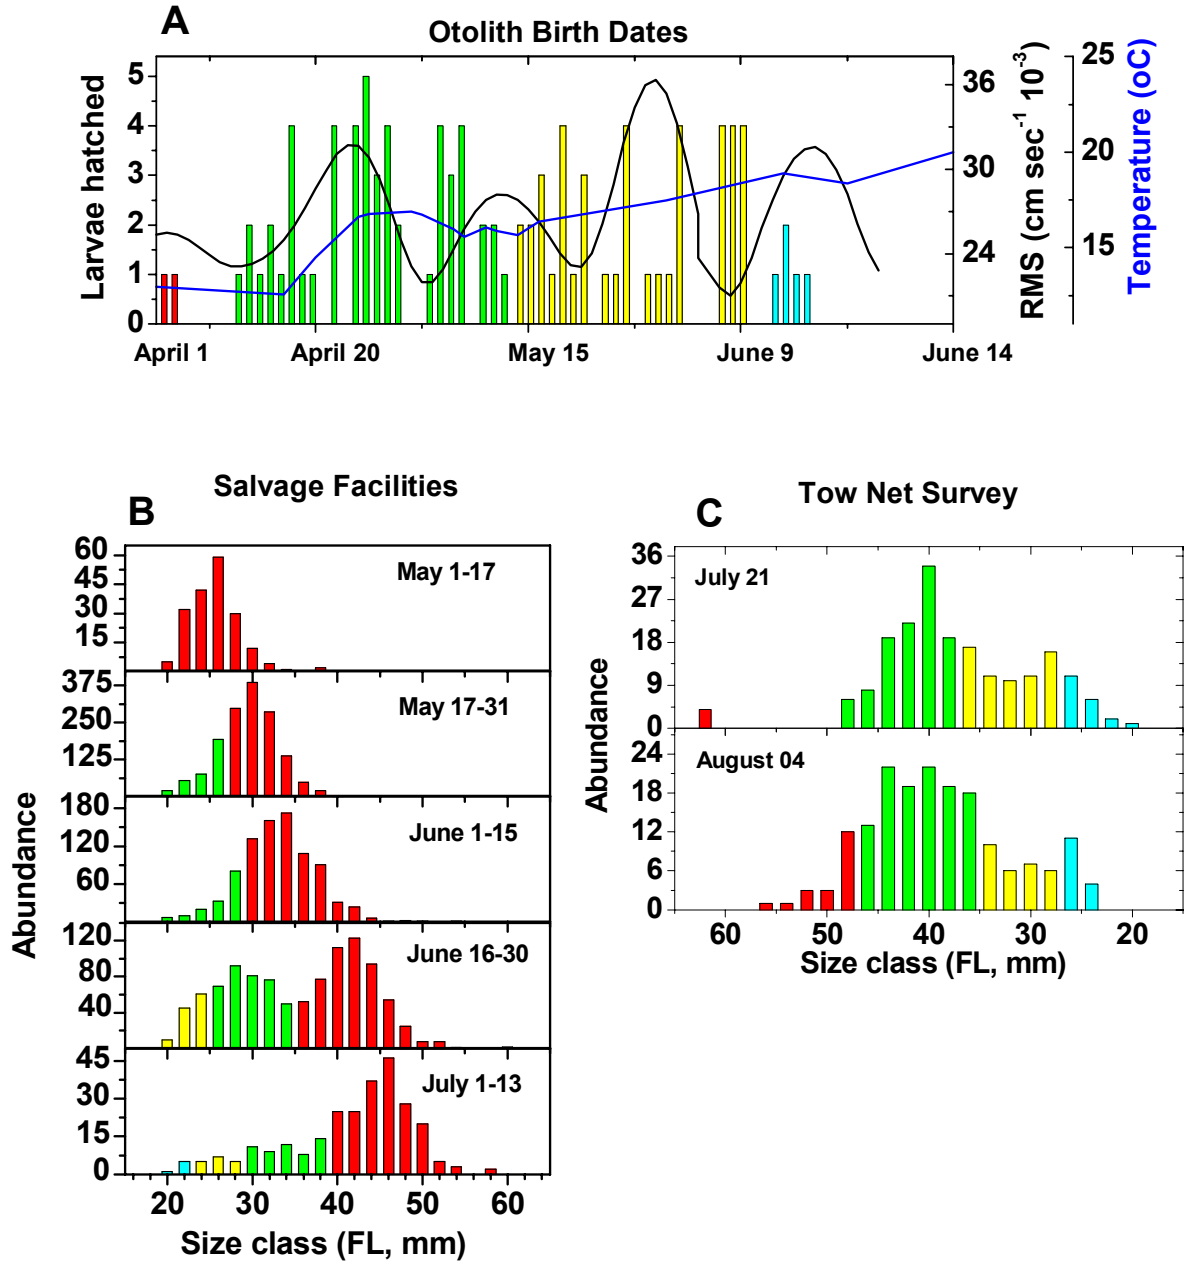 A
Otolith Birth Dates
Larvae hatched
5
4
3
2
1
0
April 1
April 20
May 15
June 9
June 14
36
30
24
RMS (cm sec-1 10-3)
25
20
15
Temperature (oC)
Salvage Facilities
B
60
45
30
15
May 1-17
375
250
125
May 17-31
180
120
60
June 1-15
120
80
40
June 16-30
45
30
15
0
July 1-13
20
30
40
50
60
Abundance
Size class (FL, mm)
Tow Net Survey
C
36
27
18
9
0
July 21
24
18
12
6
0
August 04
60
50
40
30
20
Abundance
Size class (FL, mm)